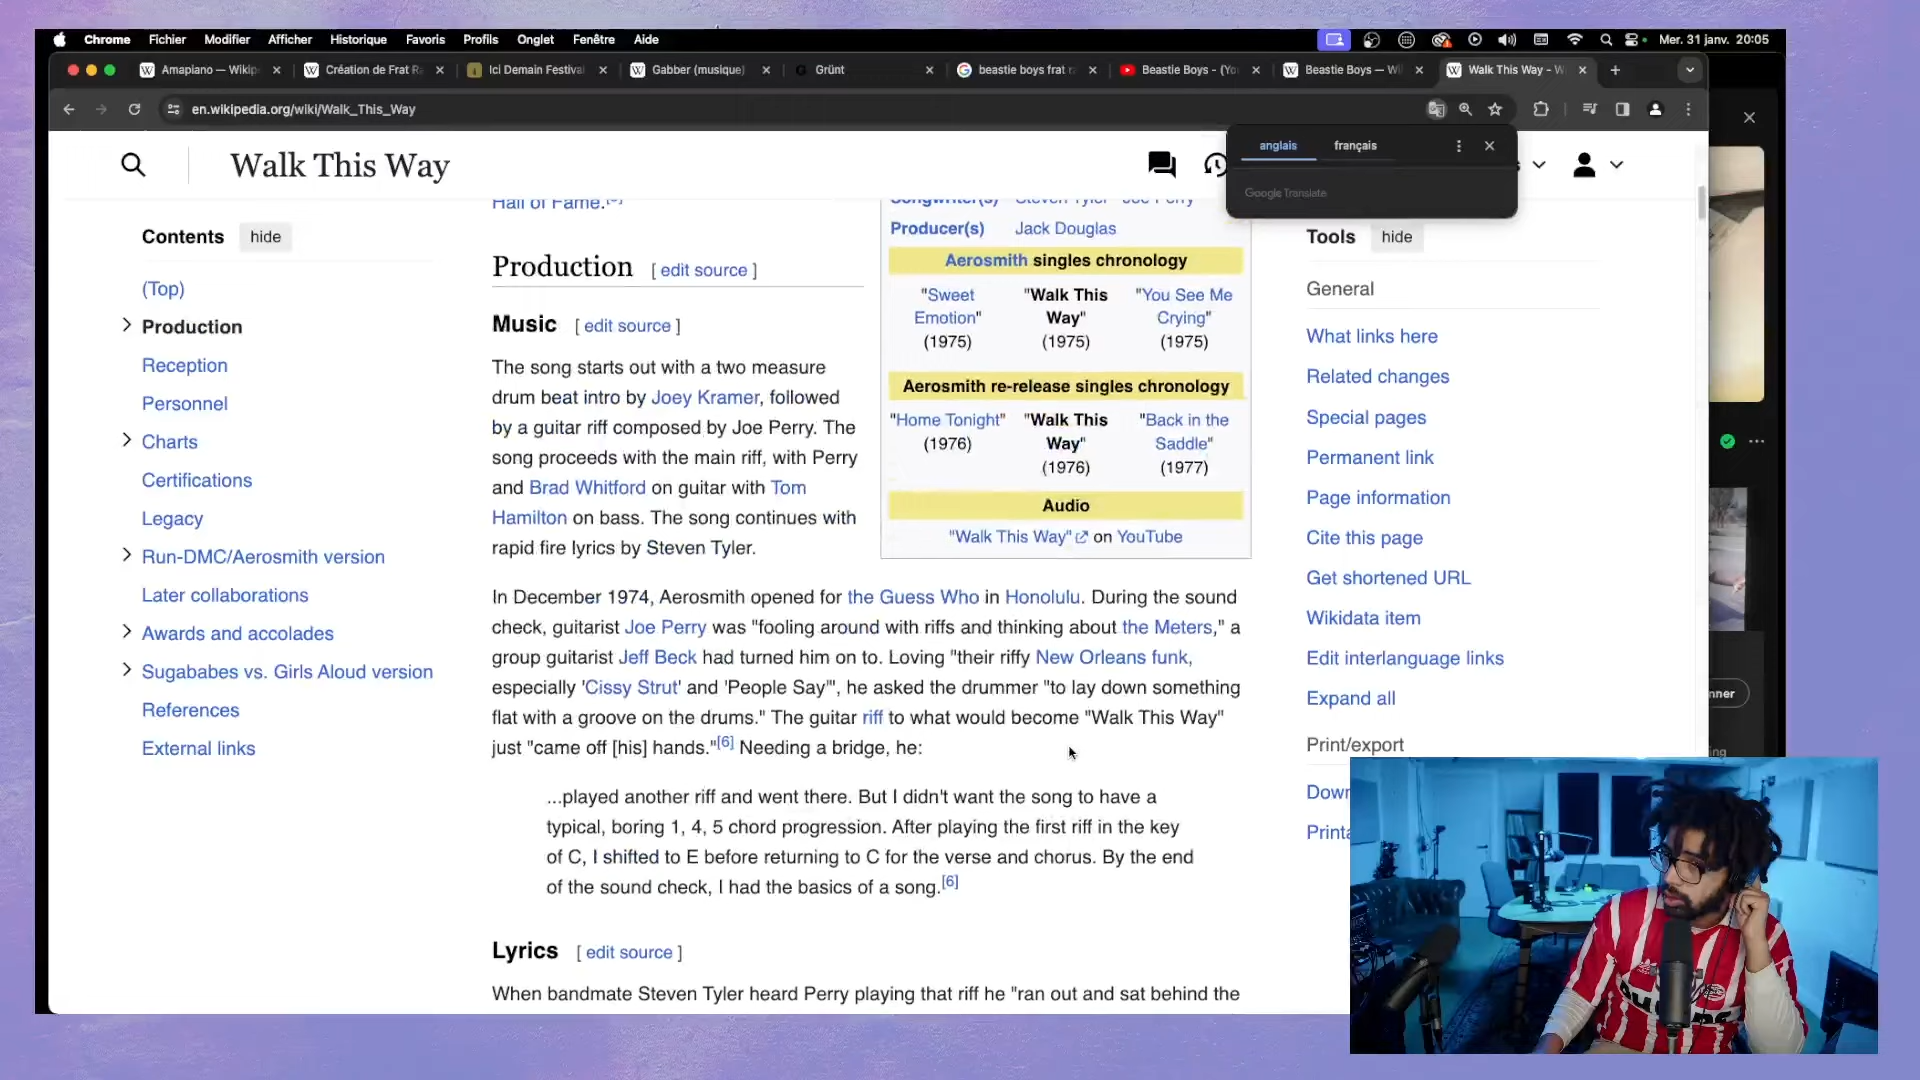 Chrome Fichier Modifier Afficher Historique Favoris Profils Onglet Fenêtre Aide Mer. 31 janv. 20:05
Amapiano — Wikip Création de Frat Ra Ici Demain Festival Gabber (musique) Grünt beastie boys frat r Beastie Boys - (Yo Beastie Boys — Wi Walk This Way - W
en.wikipedia.org/wiki/Walk_This_Way
anglais français
Google Translate
Walk This Way
Contents hide
(Top)
Production
Reception
Personnel
Charts
Certifications
Legacy
Run-DMC/Aerosmith version
Later collaborations
Awards and accolades
Sugababes vs. Girls Aloud version
References
External links
Hall of Fame.
Production [ edit source ]
Music [ edit source ]
The song starts out with a two measure
drum beat intro by Joey Kramer, followed
by a guitar riff composed by Joe Perry. The
song proceeds with the main riff, with Perry
and Brad Whitford on guitar with Tom
Hamilton on bass. The song continues with
rapid fire lyrics by Steven Tyler.
Songwriter(s) Steven Tyler Joe Perry
Producer(s) Jack Douglas
Aerosmith singles chronology
"Sweet Emotion" (1975) "Walk This Way" (1975) "You See Me Crying" (1975)
Aerosmith re-release singles chronology
"Home Tonight" (1976) "Walk This Way" (1976) "Back in the Saddle" (1977)
Audio
"Walk This Way" on YouTube
In December 1974, Aerosmith opened for the Guess Who in Honolulu. During the sound
check, guitarist Joe Perry was "fooling around with riffs and thinking about the Meters," a
group guitarist Jeff Beck had turned him on to. Loving "their riffy New Orleans funk,
especially 'Cissy Strut' and 'People Say'", he asked the drummer "to lay down something
flat with a groove on the drums." The guitar riff to what would become "Walk This Way"
just "came off [his] hands."[6] Needing a bridge, he:
...played another riff and went there. But I didn't want the song to have a
typical, boring 1, 4, 5 chord progression. After playing the first riff in the key
of C, I shifted to E before returning to C for the verse and chorus. By the end
of the sound check, I had the basics of a song.[6]
Lyrics [ edit source ]
When bandmate Steven Tyler heard Perry playing that riff he "ran out and sat behind the
Tools hide
General
What links here
Related changes
Special pages
Permanent link
Page information
Cite this page
Get shortened URL
Wikidata item
Edit interlanguage links
Expand all
Print/export
Down
Printa
nner
ng